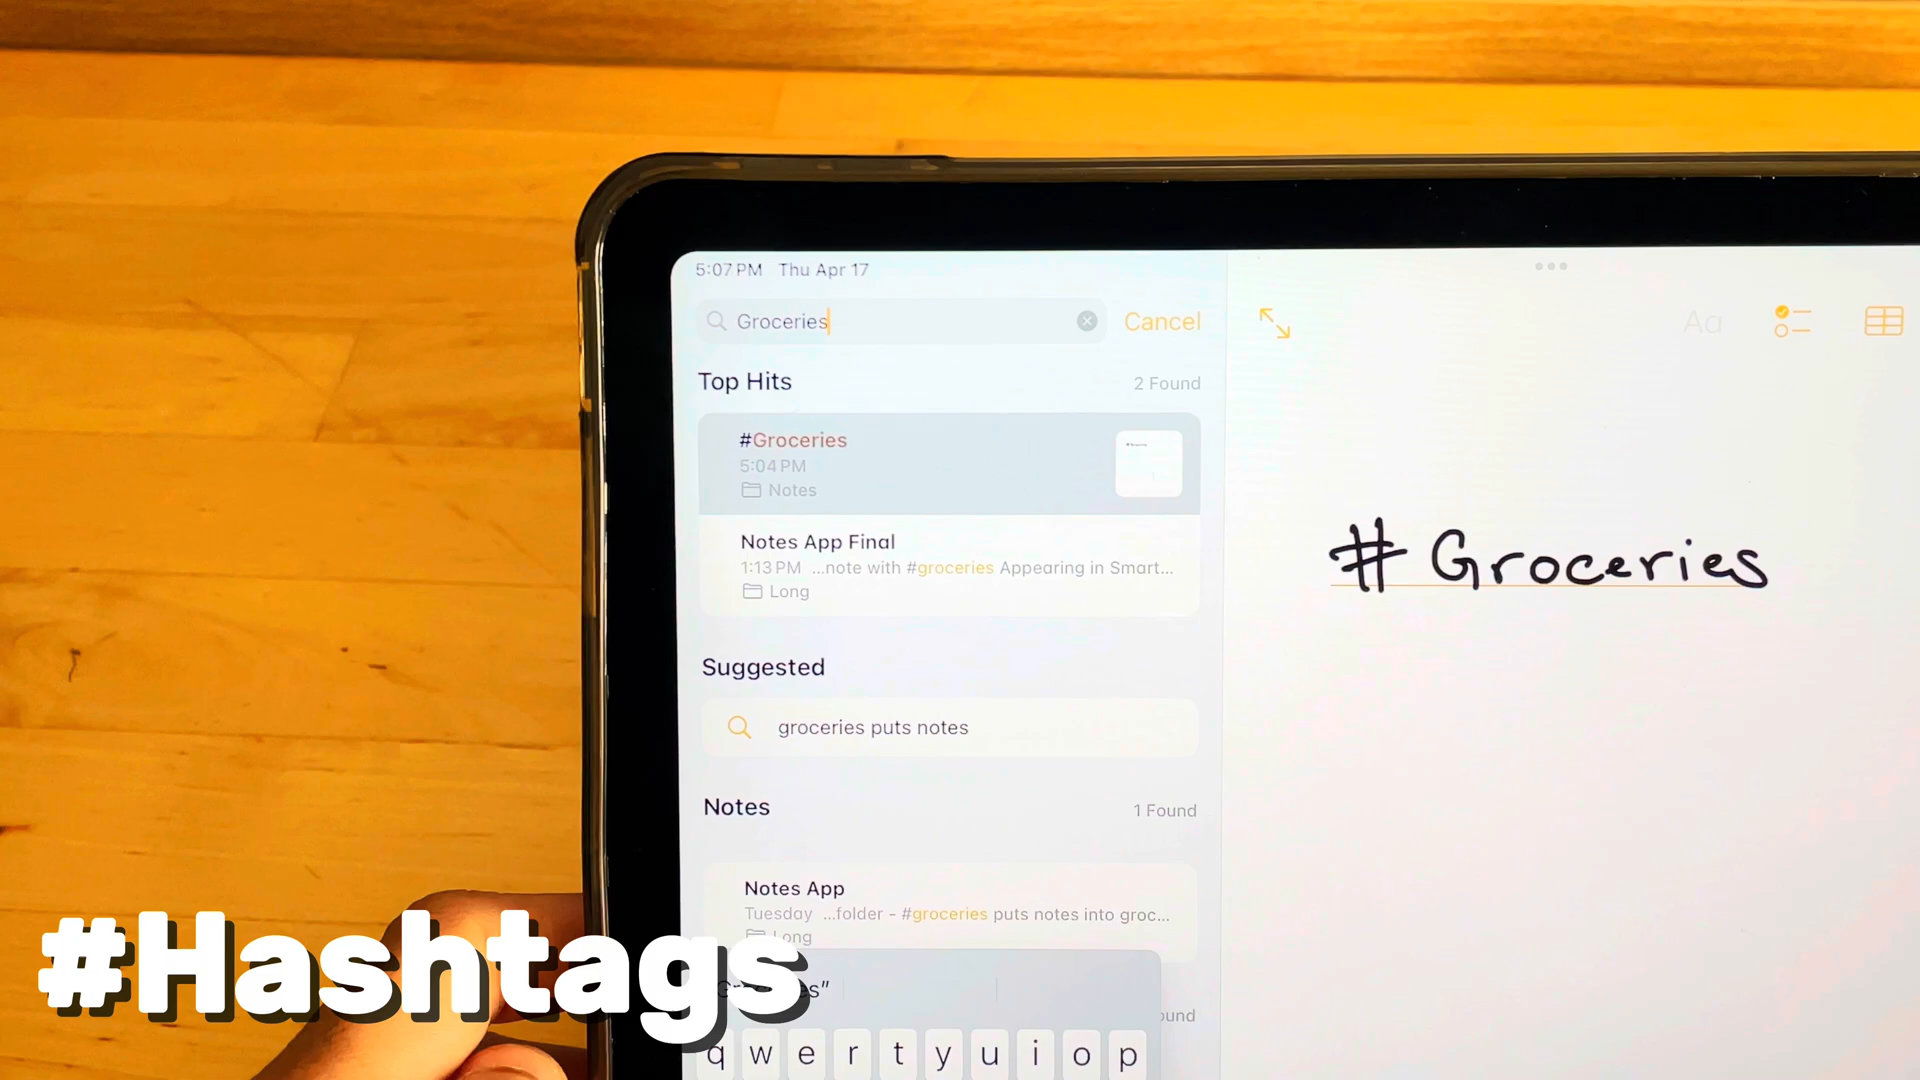 5:07 PM Thu Apr 17
Groceries
Cancel
Aa
Top Hits
2 Found
#Groceries
5:04 PM
Notes
Notes App Final
1:13 PM ...note with #groceries Appearing in Smart...
Long
# Groceries
Suggested
groceries puts notes
Notes
1 Found
Notes App
Tuesday ...folder - #groceries puts notes into groc...
Long
#Hashtags
q w e r t y u i o p